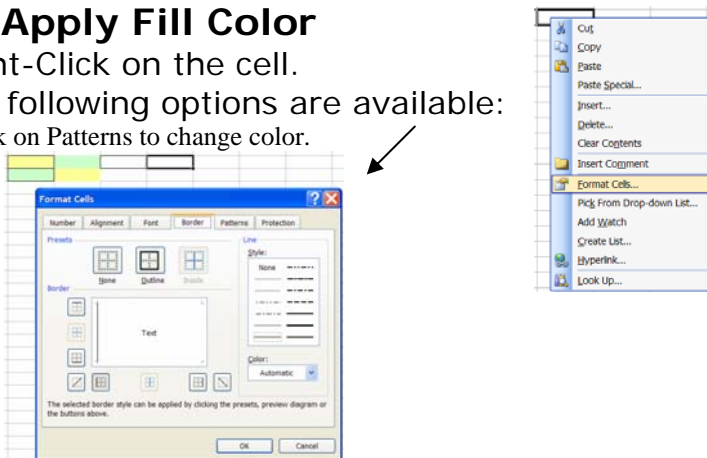 Apply Fill Color
nt-Click on the cell.
following options are available:
k on Patterns to change color.
Format Cells
Number Alignment Font Border Patterns Protection
Presets
None Outline Inside
Border
Text
Line
Style:
None
Color:
Automatic
The selected border style can be applied by clicking the presets, preview diagram or
the buttons above.
OK Cancel
Cut
Copy
Paste
Paste Special...
Insert...
Delete...
Clear Contents
Insert Comment
Format Cells...
Pick From Drop-down List...
Add Watch
Create List...
Hyperlink...
Look Up...